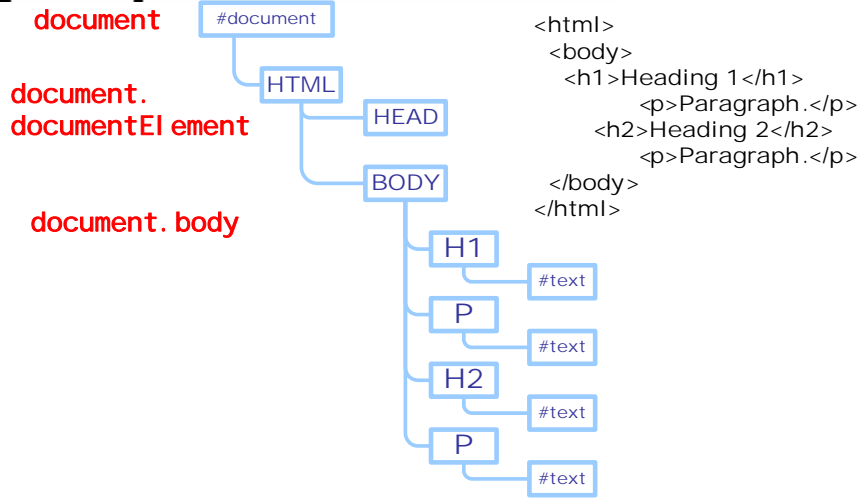 document
#document
HTML
document.
documentElement
HEAD
BODY
document.body
H1
#text
P
#text
H2
#text
P
#text
<html>
<body>
<h1>Heading 1</h1>
<p>Paragraph.</p>
<h2>Heading 2</h2>
<p>Paragraph.</p>
</body>
</html>